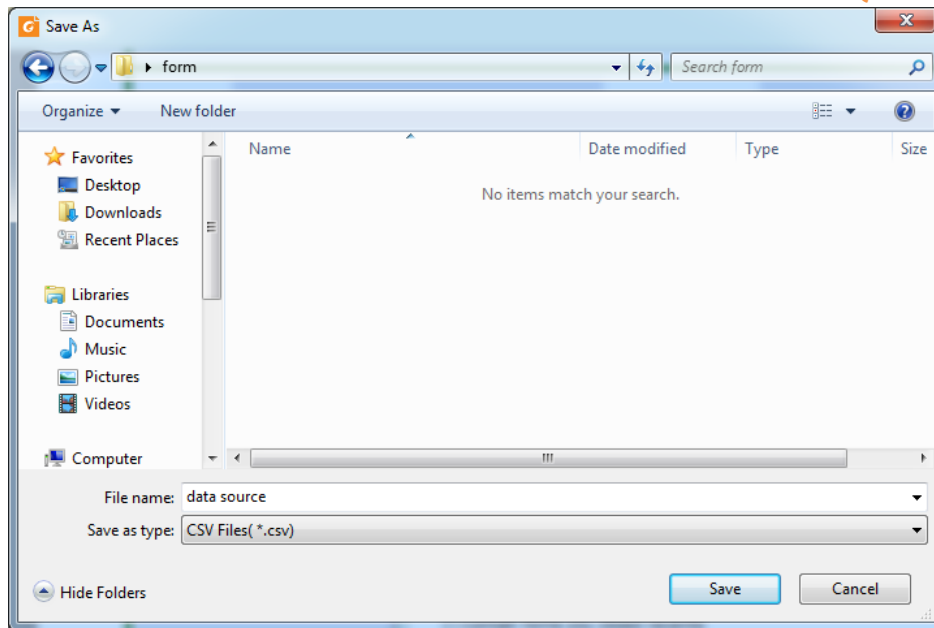 Save As
form
Search form
Organize
New folder
Name
Date modified
Type
Size
No items match your search.
Favorites
Desktop
Downloads
Recent Places
Libraries
Documents
Music
Pictures
Videos
Computer
File name: data source
Save as type: CSV Files( *.csv)
Hide Folders
Save
Cancel